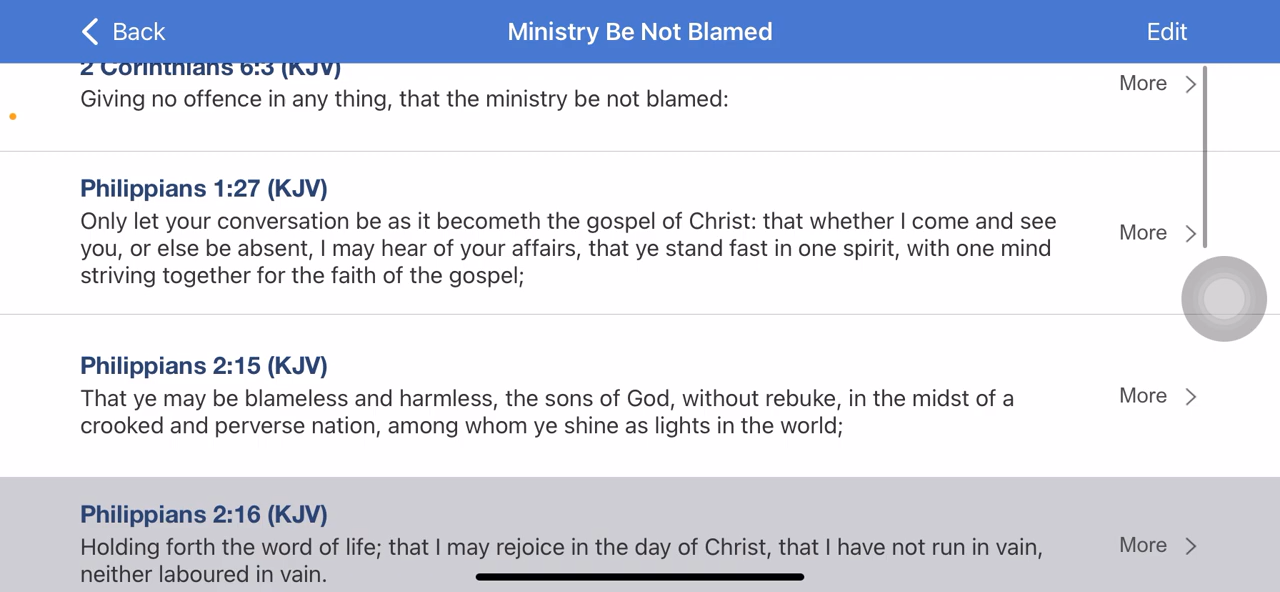 Back
Ministry Be Not Blamed
Edit
2 Corinthians 6:3 (KJV)
Giving no offence in any thing, that the ministry be not blamed:
More
Philippians 1:27 (KJV)
Only let your conversation be as it becometh the gospel of Christ: that whether I come and see
you, or else be absent, I may hear of your affairs, that ye stand fast in one spirit, with one mind
striving together for the faith of the gospel;
More
Philippians 2:15 (KJV)
That ye may be blameless and harmless, the sons of God, without rebuke, in the midst of a
crooked and perverse nation, among whom ye shine as lights in the world;
More
Philippians 2:16 (KJV)
Holding forth the word of life; that I may rejoice in the day of Christ, that I have not run in vain,
neither laboured in vain.
More